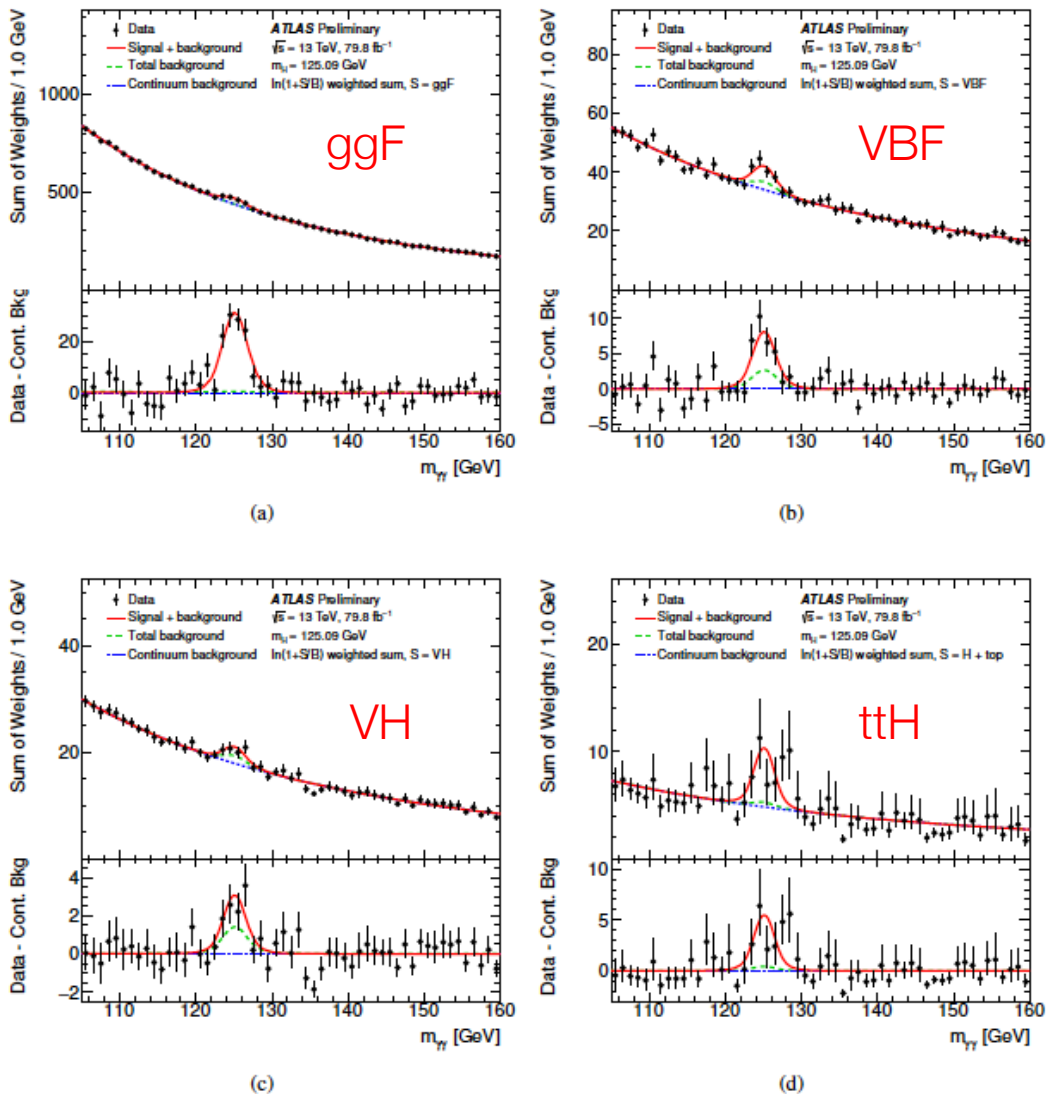 Sum of Weights / 1.0 GeV
Data
Signal + background
Total background
Continuum background
ATLAS Preliminary
√s = 13 TeV, 79.8 fb⁻¹
m_H = 125.09 GeV
ln(1+S/B) weighted sum, S = ggF
ggF
1000
500
Data - Cont. Bkg
20
0
110 120 130 140 150 160
m_γγ [GeV]
(a)
Sum of Weights / 1.0 GeV
Data
Signal + background
Total background
Continuum background
ATLAS Preliminary
√s = 13 TeV, 79.8 fb⁻¹
m_H = 125.09 GeV
ln(1+S/B) weighted sum, S = VBF
VBF
80
60
40
20
Data - Cont. Bkg
10
5
0
−5
110 120 130 140 150 160
m_γγ [GeV]
(b)
Sum of Weights / 1.0 GeV
Data
Signal + background
Total background
Continuum background
ATLAS Preliminary
√s = 13 TeV, 79.8 fb⁻¹
m_H = 125.09 GeV
ln(1+S/B) weighted sum, S = VH
VH
40
20
Data - Cont. Bkg
4
2
0
−2
110 120 130 140 150 160
m_γγ [GeV]
(c)
Sum of Weights / 1.0 GeV
Data
Signal + background
Total background
Continuum background
ATLAS Preliminary
√s = 13 TeV, 79.8 fb⁻¹
m_H = 125.09 GeV
ln(1+S/B) weighted sum, S = H + top
ttH
20
10
Data - Cont. Bkg
10
5
0
110 120 130 140 150 160
m_γγ [GeV]
(d)